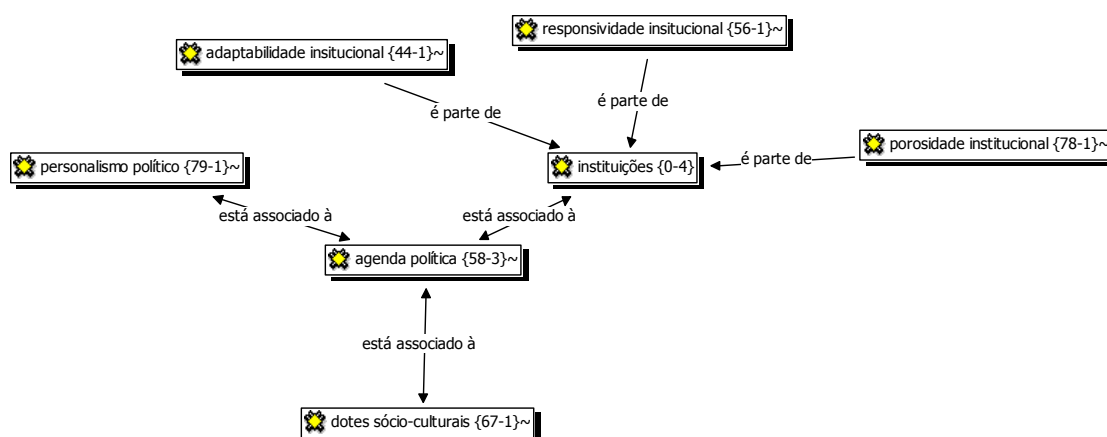 responsividade insitucional {56-1}~
adaptabilidade insitucional {44-1}~
é parte de
é parte de
porosidade institucional {78-1}~
é parte de
personalismo político {79-1}~
instituições {0-4}
está associado à
está associado à
agenda política {58-3}~
está associado à
dotes sócio-culturais {67-1}~